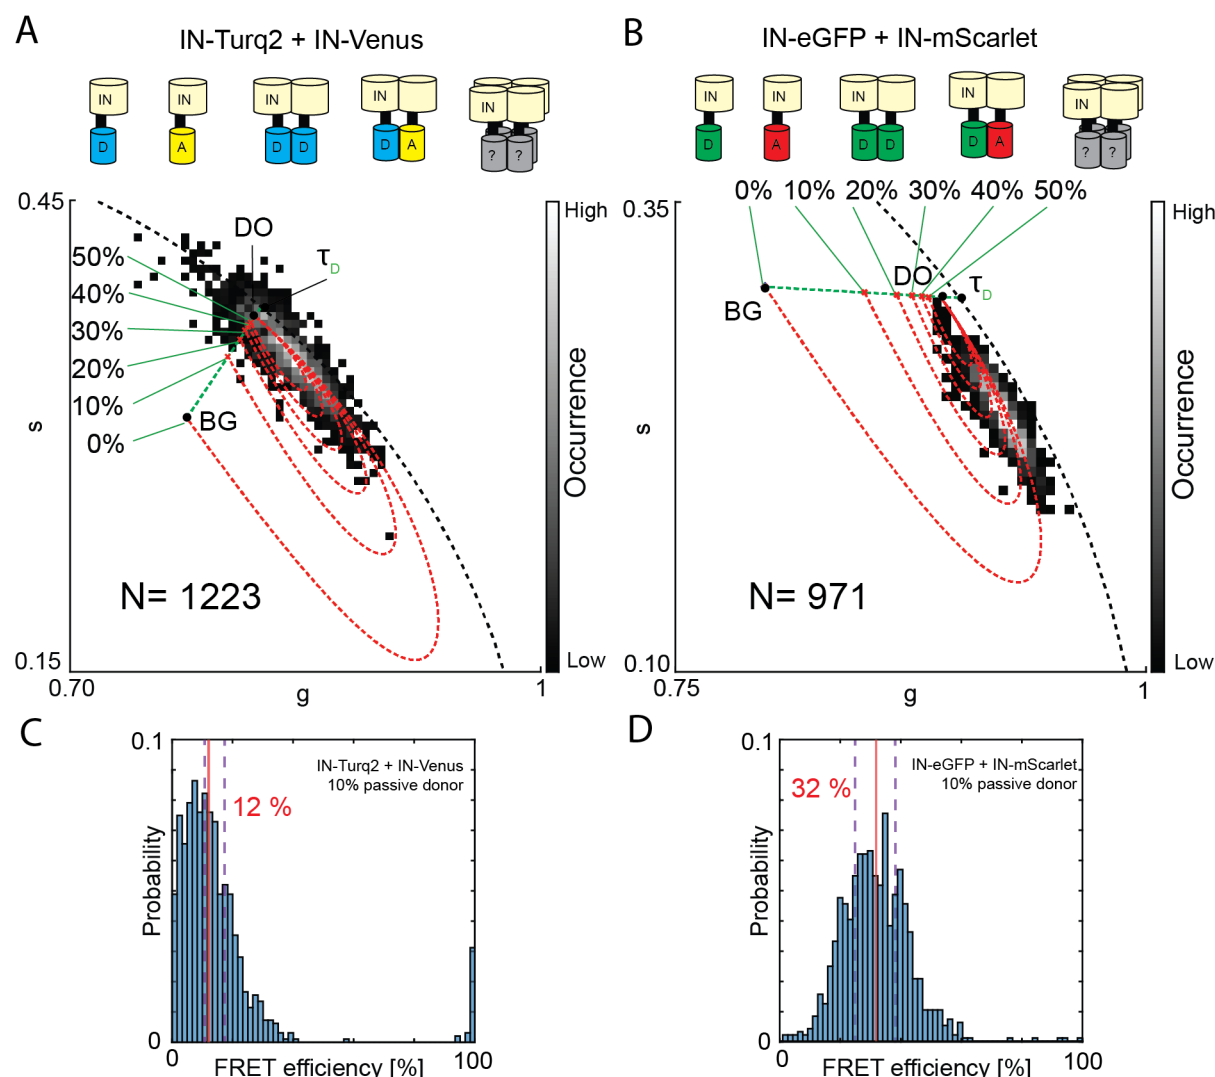 A
IN-Turq2 + IN-Venus
IN
IN
IN
IN
IN
D
A
D D
D A
? ?
0.45
DO
τD
50%
40%
30%
20%
10%
0%
BG
s
N= 1223
0.15
0.70
g
1
High
Occurrence
Low
B
IN-eGFP + IN-mScarlet
IN
IN
IN
IN
IN
D
A
D D
D A
? ?
0% 10% 20% 30% 40% 50%
0.35
DO
τD
BG
s
N= 971
0.10
0.75
g
1
High
Occurrence
Low
C
0.1
IN-Turq2 + IN-Venus
10% passive donor
12 %
Probability
0
0
100
FRET efficiency [%]
D
0.1
IN-eGFP + IN-mScarlet
10% passive donor
32 %
Probability
0
0
100
FRET efficiency [%]